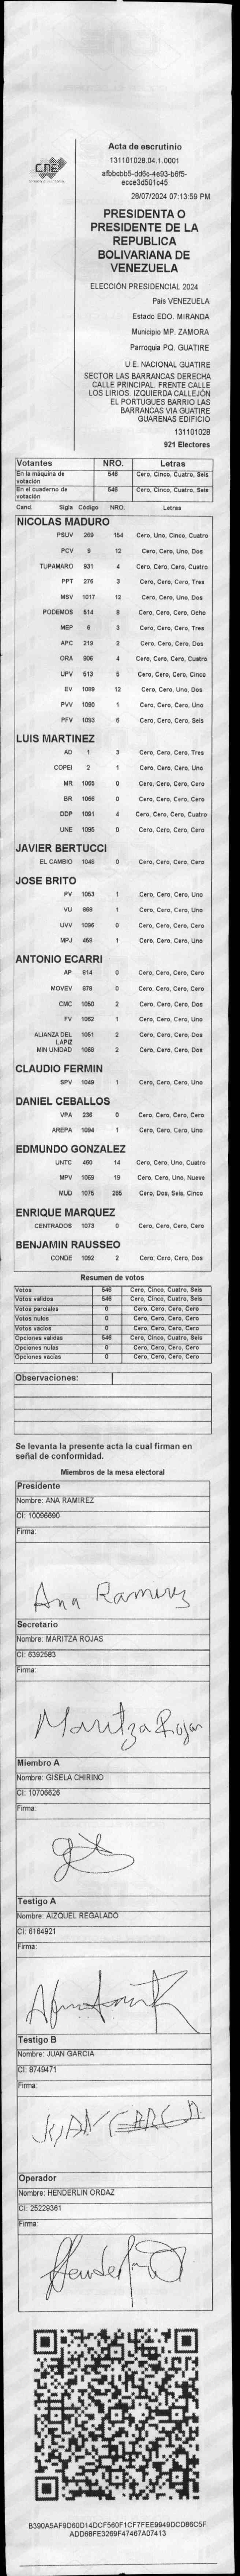 CNE
Acta de escrutinio
131101028.04.1.0001
afbbcbb5-dd6c-4e93-b6f5-
ecce3d501c45
28/07/2024 07:13:59 PM
PRESIDENTA O
PRESIDENTE DE LA
REPUBLICA
BOLIVARIANA DE
VENEZUELA
ELECCIÓN PRESIDENCIAL 2024
País VENEZUELA
Estado EDO. MIRANDA
Municipio MP. ZAMORA
Parroquia PQ. GUATIRE
U.E. NACIONAL GUATIRE
SECTOR LAS BARRANCAS DERECHA
CALLE PRINCIPAL. FRENTE CALLE
LOS LIRIOS. IZQUIERDA CALLEJÓN
EL PORTUGUES BARRIO LAS
BARRANCAS VIA GUATIRE
GUARENAS EDIFICIO
131101028
921 Electores
Votantes NRO. Letras
En la máquina de votación 546 Cero, Cinco, Cuatro, Seis
En el cuaderno de votación 546 Cero, Cinco, Cuatro, Seis
Cand. Sigla Código NRO. Letras
NICOLAS MADURO
PSUV 269 154 Cero, Uno, Cinco, Cuatro
PCV 9 12 Cero, Cero, Uno, Dos
TUPAMARO 931 4 Cero, Cero, Cero, Cuatro
PPT 276 3 Cero, Cero, Cero, Tres
MSV 1017 12 Cero, Cero, Uno, Dos
PODEMOS 514 8 Cero, Cero, Cero, Ocho
MEP 6 3 Cero, Cero, Cero, Tres
APC 219 2 Cero, Cero, Cero, Dos
ORA 906 4 Cero, Cero, Cero, Cuatro
UPV 513 5 Cero, Cero, Cero, Cinco
EV 1089 12 Cero, Cero, Uno, Dos
PVV 1090 1 Cero, Cero, Cero, Uno
PFV 1093 6 Cero, Cero, Cero, Seis
LUIS MARTINEZ
AD 1 3 Cero, Cero, Cero, Tres
COPEI 2 1 Cero, Cero, Cero, Uno
MR 1065 0 Cero, Cero, Cero, Cero
BR 1066 0 Cero, Cero, Cero, Cero
DDP 1091 4 Cero, Cero, Cero, Cuatro
UNE 1095 0 Cero, Cero, Cero, Cero
JAVIER BERTUCCI
EL CAMBIO 1048 0 Cero, Cero, Cero, Cero
JOSE BRITO
PV 1053 1 Cero, Cero, Cero, Uno
VU 868 1 Cero, Cero, Cero, Uno
UVV 1096 0 Cero, Cero, Cero, Cero
MPJ 458 1 Cero, Cero, Cero, Uno
ANTONIO ECARRI
AP 814 0 Cero, Cero, Cero, Cero
MOVEV 878 0 Cero, Cero, Cero, Cero
CMC 1050 2 Cero, Cero, Cero, Dos
FV 1062 1 Cero, Cero, Cero, Uno
ALIANZA DEL LAPIZ 1051 2 Cero, Cero, Cero, Dos
MIN UNIDAD 1068 2 Cero, Cero, Cero, Dos
CLAUDIO FERMIN
SPV 1049 1 Cero, Cero, Cero, Uno
DANIEL CEBALLOS
VPA 236 0 Cero, Cero, Cero, Cero
AREPA 1094 1 Cero, Cero, Cero, Uno
EDMUNDO GONZALEZ
UNTC 460 14 Cero, Cero, Uno, Cuatro
MPV 1069 19 Cero, Cero, Uno, Nueve
MUD 1075 265 Cero, Dos, Seis, Cinco
ENRIQUE MARQUEZ
CENTRADOS 1073 0 Cero, Cero, Cero, Cero
BENJAMIN RAUSSEO
CONDE 1092 2 Cero, Cero, Cero, Dos
Resumen de votos
Votos 546 Cero, Cinco, Cuatro, Seis
Votos validos 546 Cero, Cinco, Cuatro, Seis
Votos parciales 0 Cero, Cero, Cero, Cero
Votos nulos 0 Cero, Cero, Cero, Cero
Votos vacios 0 Cero, Cero, Cero, Cero
Opciones validas 546 Cero, Cinco, Cuatro, Seis
Opciones nulas 0 Cero, Cero, Cero, Cero
Opciones vacias 0 Cero, Cero, Cero, Cero
Observaciones:
Se levanta la presente acta la cual firman en
señal de conformidad.
Miembros de la mesa electoral
Presidente
Nombre: ANA RAMIREZ
CI: 10096690
Firma:
Ana Ramirez
Secretario
Nombre: MARITZA ROJAS
CI: 6392583
Firma:
Maritza Rojas
Miembro A
Nombre: GISELA CHIRINO
CI: 10706626
Firma:
Testigo A
Nombre: AIZQUEL REGALADO
CI: 6164921
Firma:
Testigo B
Nombre: JUAN GARCIA
CI: 8749471
Firma:
JUAN GARCIA
Operador
Nombre: HENDERLIN ORDAZ
CI: 25229361
Firma:
B390A5AF9D60D14DCF560F1CF7FEE9949DCD86C5F
ADD68FE3269F47467A07413